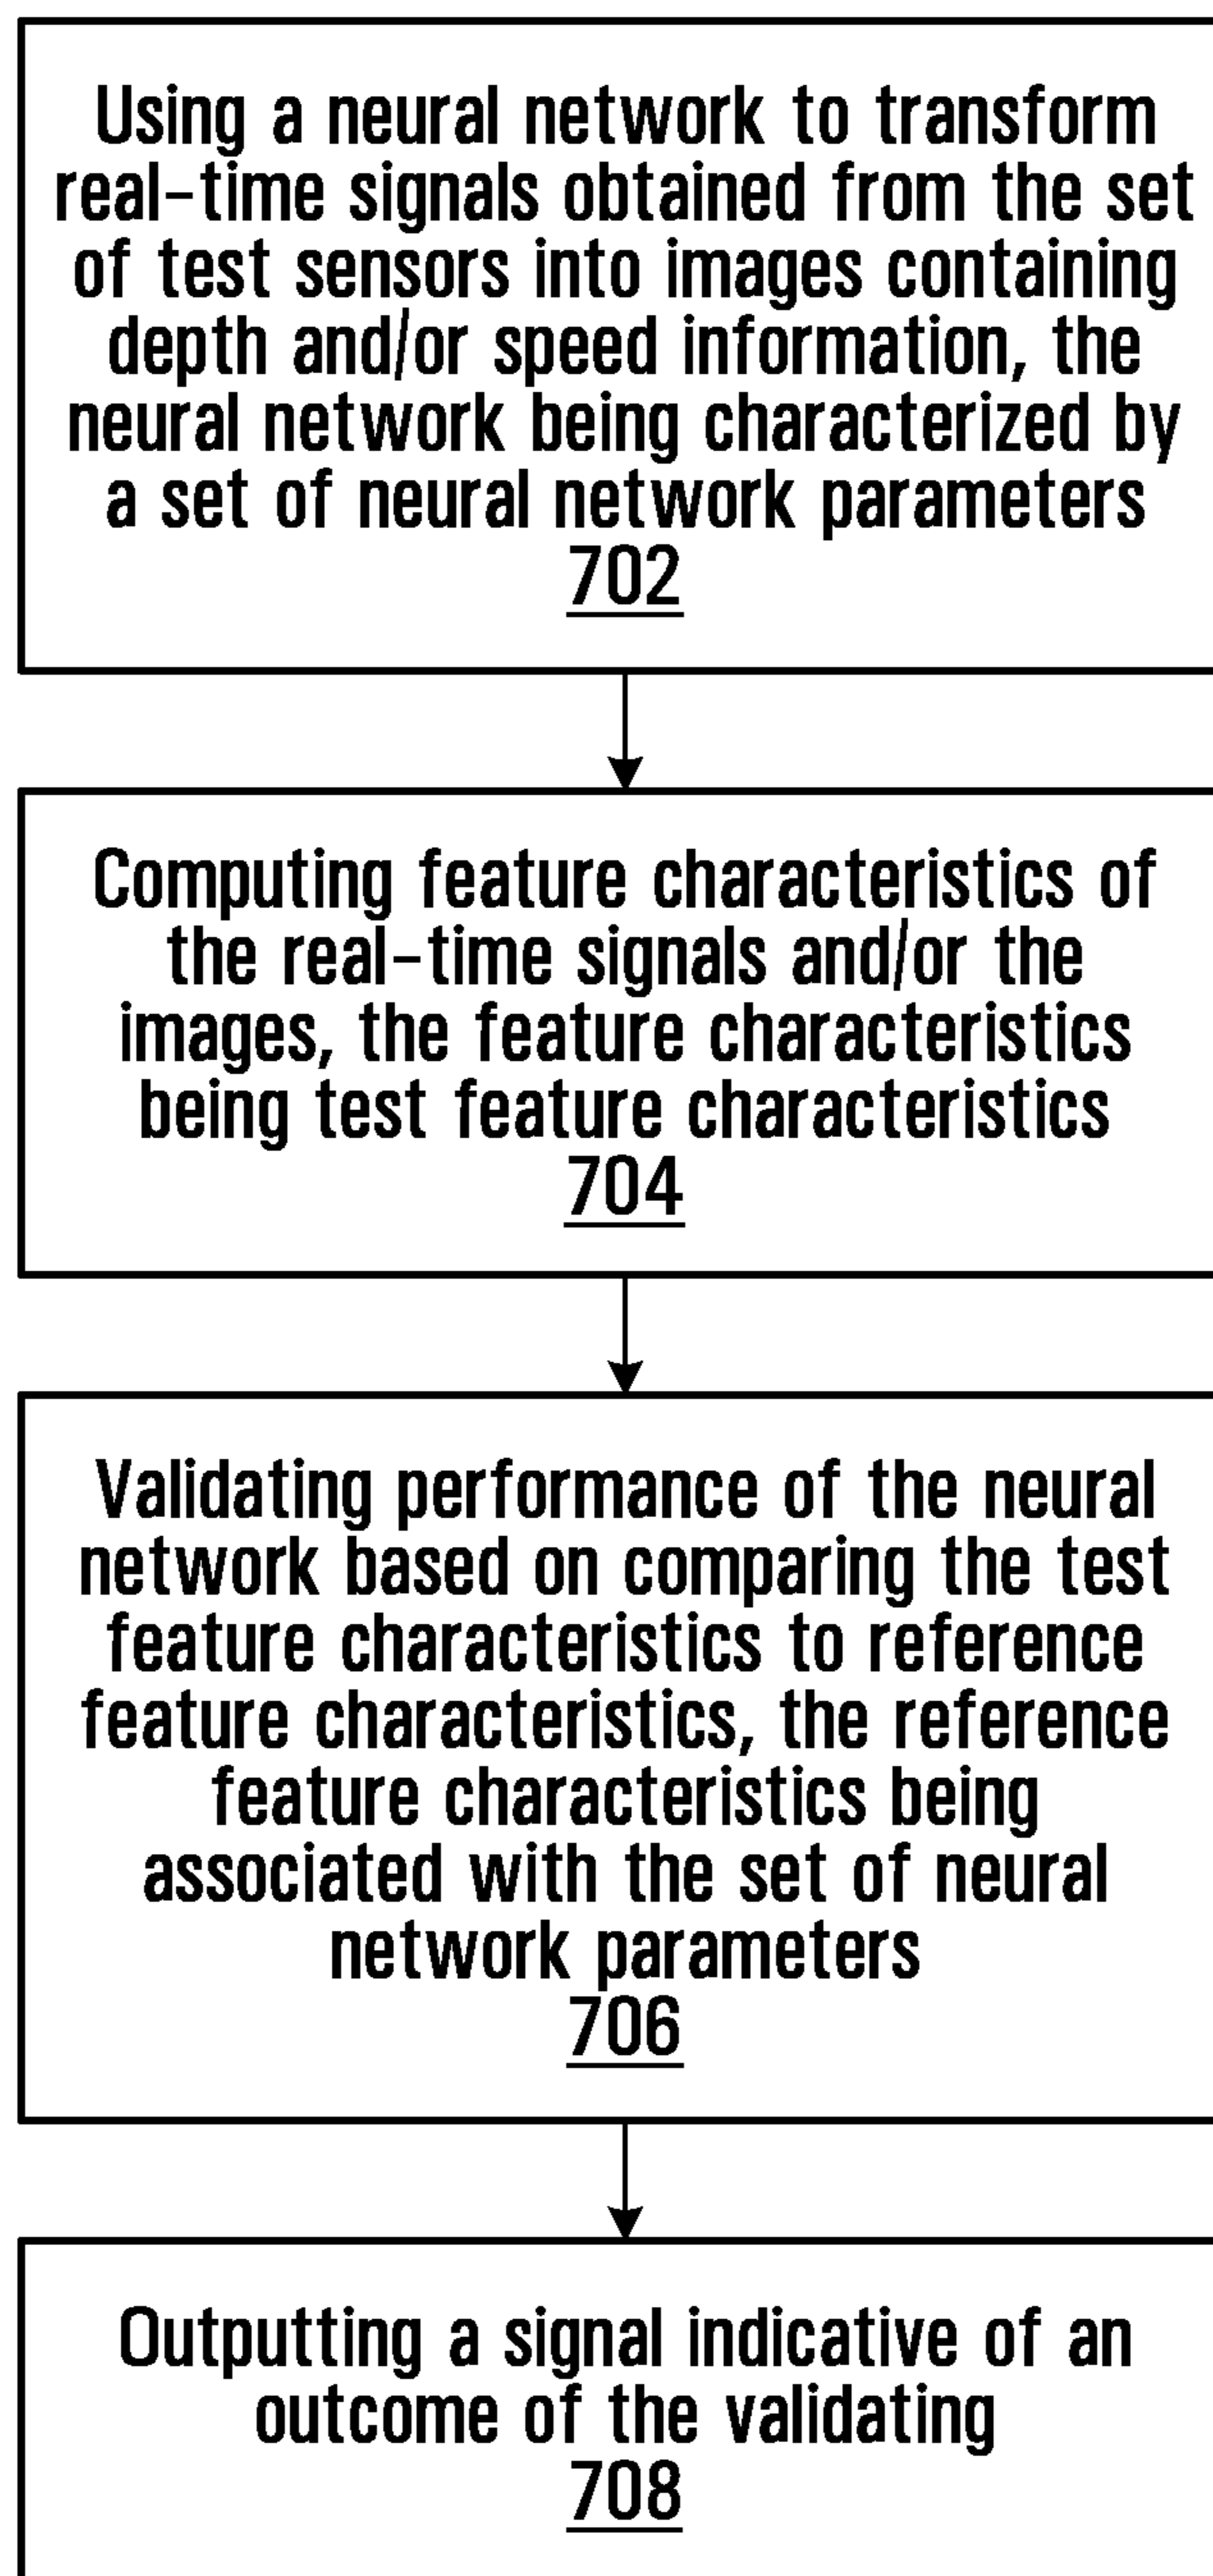 Using a neural network to transform
real-time signals obtained from the set
of test sensors into images containing
depth and/or speed information, the
neural network being characterized by
a set of neural network parameters
702
Computing feature characteristics of
the real-time signals and/or the
images, the feature characteristics
being test feature characteristics
704
Validating performance of the neural
network based on comparing the test
feature characteristics to reference
feature characteristics, the reference
feature characteristics being
associated with the set of neural
network parameters
706
Outputting a signal indicative of an
outcome of the validating
708